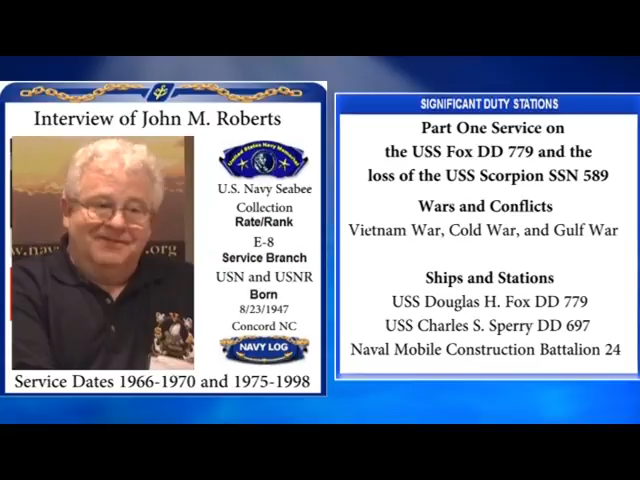 Interview of John M. Roberts
United States Navy Memorial
U.S. Navy Seabee
Collection
Rate/Rank
E-8
Service Branch
USN and USNR
Born
8/23/1947
Concord NC
NAVY LOG
Service Dates 1966-1970 and 1975-1998
SIGNIFICANT DUTY STATIONS
Part One Service on
the USS Fox DD 779 and the
loss of the USS Scorpion SSN 589
Wars and Conflicts
Vietnam War, Cold War, and Gulf War
Ships and Stations
USS Douglas H. Fox DD 779
USS Charles S. Sperry DD 697
Naval Mobile Construction Battalion 24